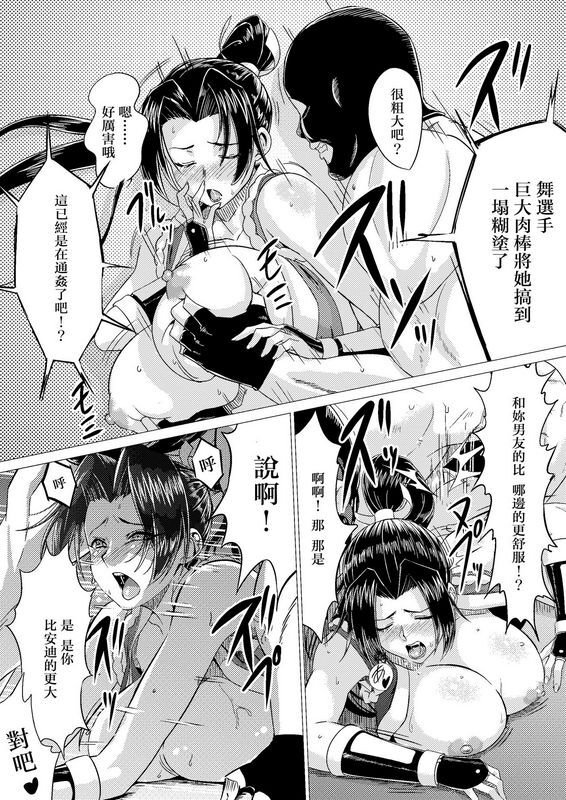 很粗大吧？
舞選手
巨大肉棒將她搞到
一塌糊塗了
嗯……
好厲害哦
這已經是在通姦了吧！？
和妳男友的比
哪邊的更舒服！？
啊啊！那 那是
說啊！
呼
呼
是 是你
比安迪的更大
對吧♥